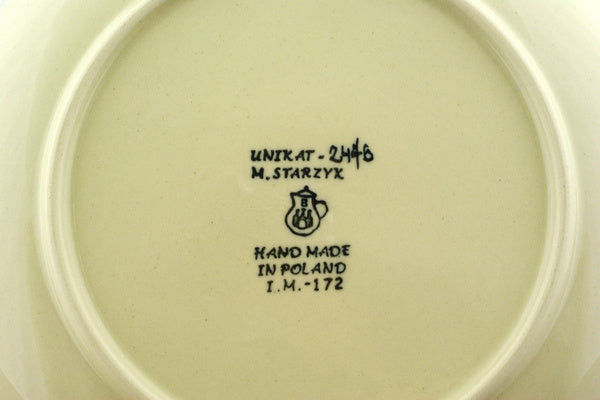 UNIKAT - 2448
M. STARZYK
B
HAND MADE
IN POLAND
I.M.-172